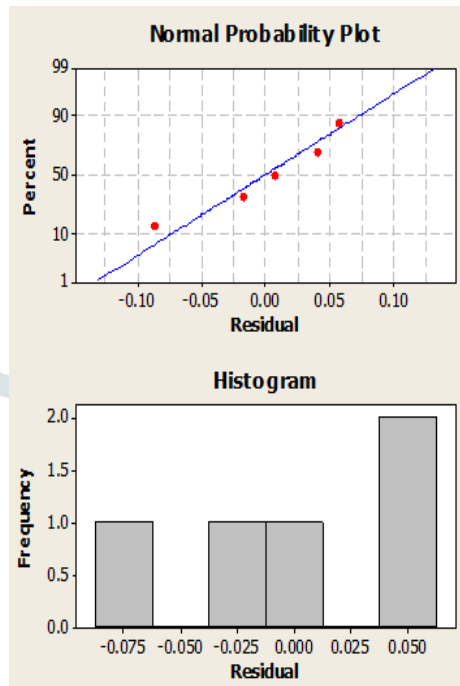 Normal Probability Plot
99
90
50
10
1
Percent
-0.10 -0.05 0.00 0.05 0.10
Residual
Histogram
2.0
1.5
1.0
0.5
0.0
Frequency
-0.075 -0.050 -0.025 0.000 0.025 0.050
Residual